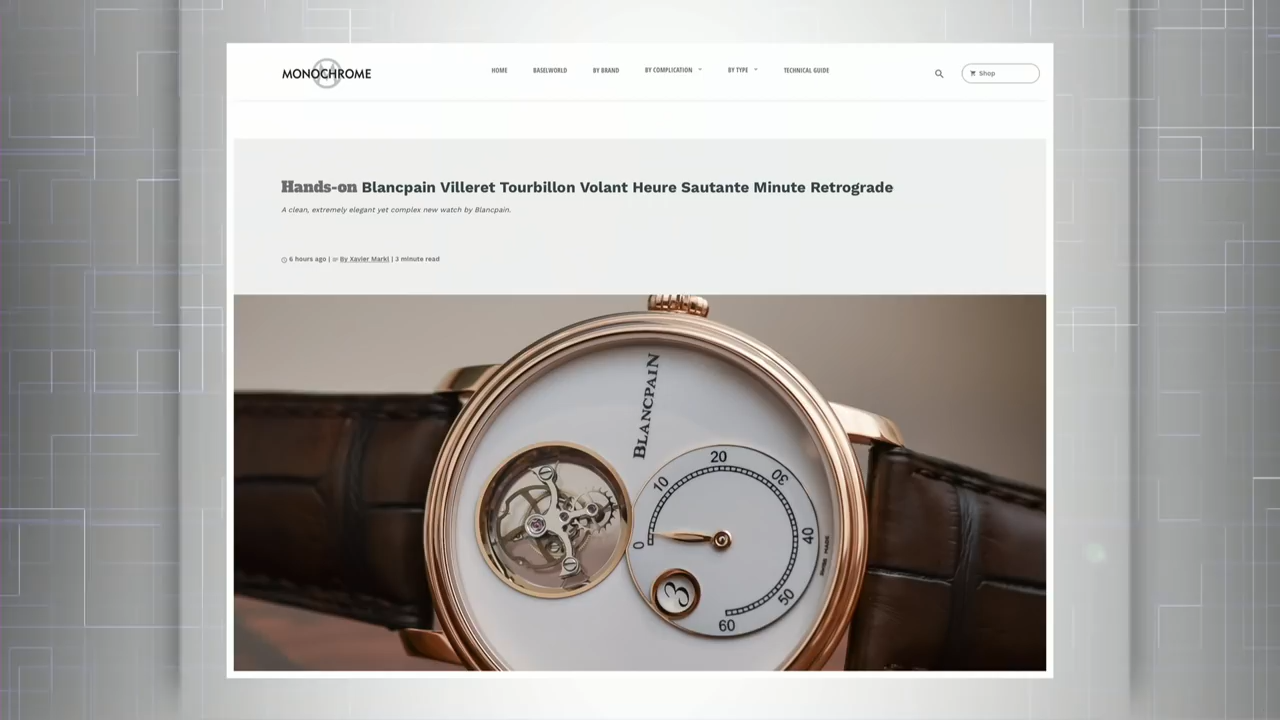 MONOCHROME
HOME BASELWORLD BY BRAND BY COMPLICATION BY TYPE TECHNICAL GUIDE
Shop
Hands-on Blancpain Villeret Tourbillon Volant Heure Sautante Minute Retrograde
A clean, extremely elegant yet complex new watch by Blancpain.
6 hours ago | By Xavier Markl | 3 minute read
BLANCPAIN
0 10 20 30 40 50 60
3
SWISS MADE